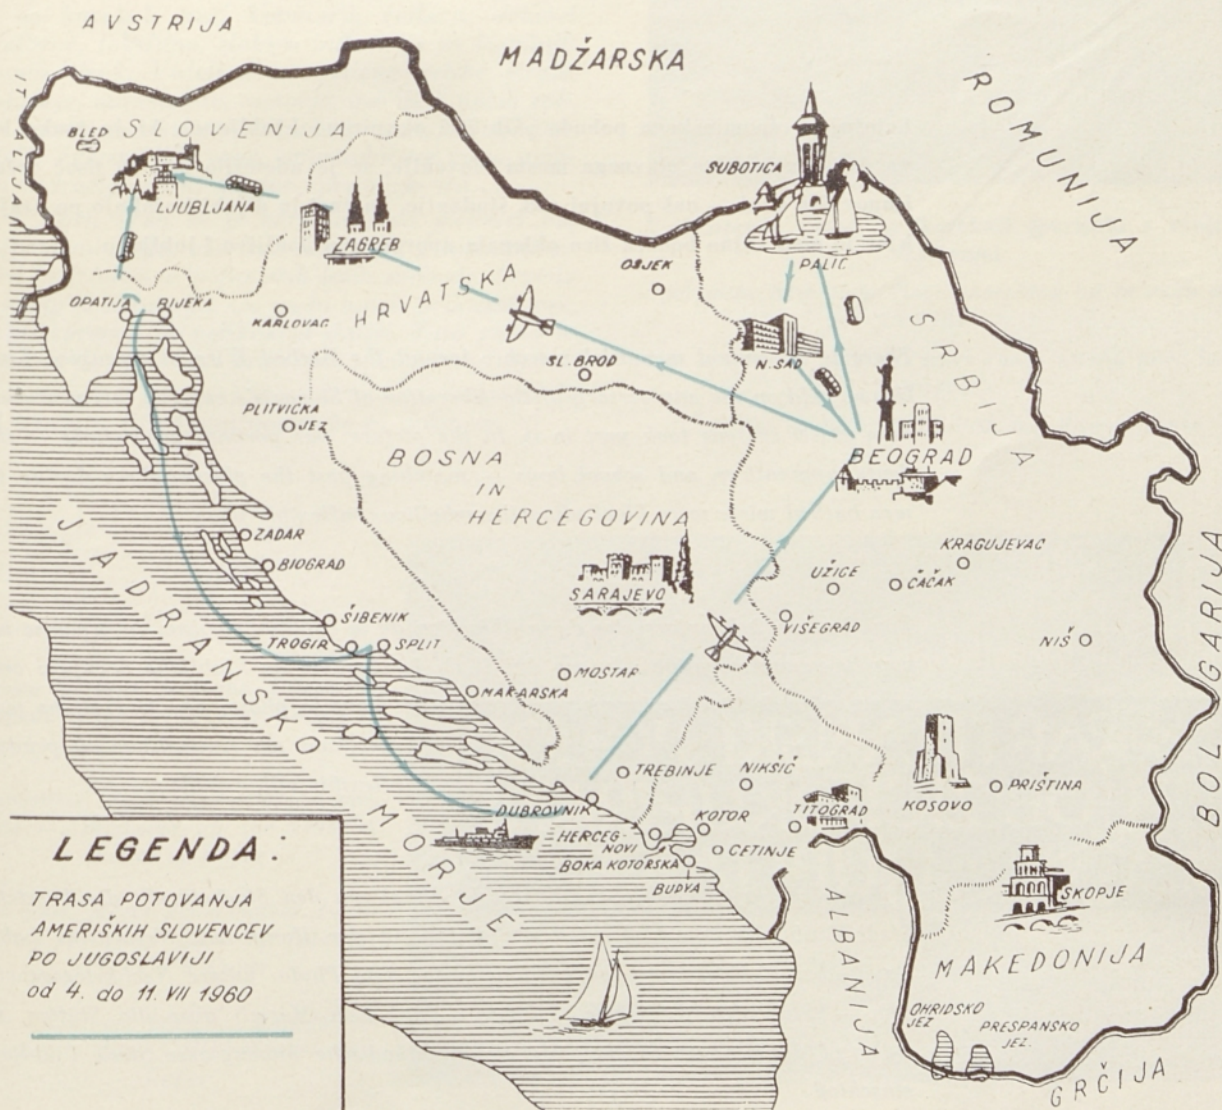 AVSTRIJA
MADŽARSKA
ROMUNIJA
ITALIJA
BLED
SLOVENIJA
LJUBLJANA
ZAGREB
SUBOTICA
PALIĆ
OSJEK
OPATIJA
RIJEKA
KARLOVAC
HRVATSKA
SL. BROD
N. SAD
SRBIJA
PLITVIČKA
JEZ
BOSNA
IN
HERCEGOVINA
BEOGRAD
JADRANSKO MORJE
ZADAR
BIOGRAD
ŠIBENIK
TROGIR
SPLIT
SARAJEVO
UŽICE
KRAGUJEVAC
ČAČAK
VIŠEGRAD
NIŠ
BOLGARIJA
MOSTAR
MAKARSKA
TREBINJE
NIKŠIČ
TITOGRAD
KOSOVO
PRIŠTINA
DUBROVNIK
HERCEG-
NOVI
KOTOR
CETINJE
BOKA KOTORSKA
BUDVA
SKOPJE
ALBANIJA
MAKEDONIJA
OHRIDSKO
JEZ
PRESPANSKO
JEZ.
GRČIJA
LEGENDA:
TRASA POTOVANJA
AMERIŠKIH SLOVENCEV
PO JUGOSLAVIJI
od 4. do 11. VII 1960